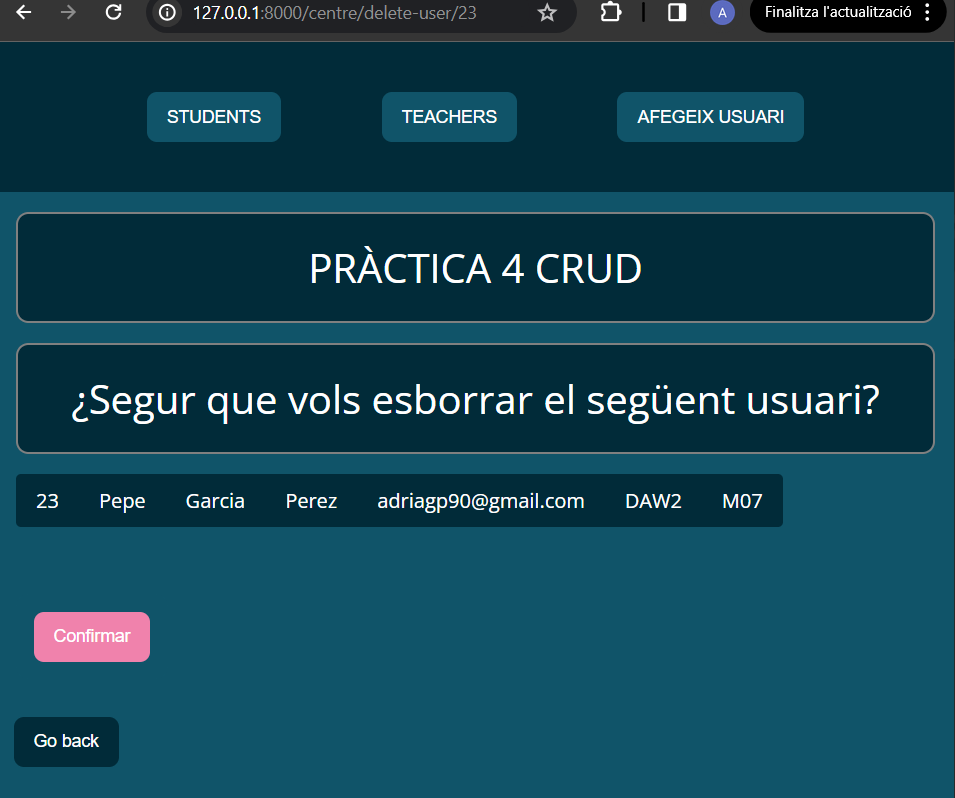 127.0.0.1:8000/centre/delete-user/23 A Finalitza l'actualització
STUDENTS TEACHERS AFEGEIX USUARI
PRÀCTICA 4 CRUD
¿Segur que vols esborrar el següent usuari?
23 Pepe Garcia Perez adriagp90@gmail.com DAW2 M07
Confirmar
Go back